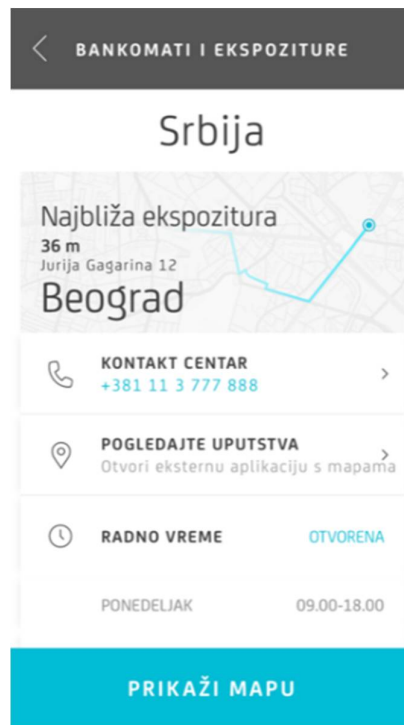 BANKOMATI I EKSPOZITURE
Srbija
Najbliža ekspozitura
36 m
Jurija Gagarina 12
Beograd
KONTAKT CENTAR
+381 11 3 777 888
POGLEDAJTE UPUTSTVA
Otvori eksternu aplikaciju s mapama
RADNO VREME OTVORENA
PONEDELJAK 09.00-18.00
PRIKAŽI MAPU